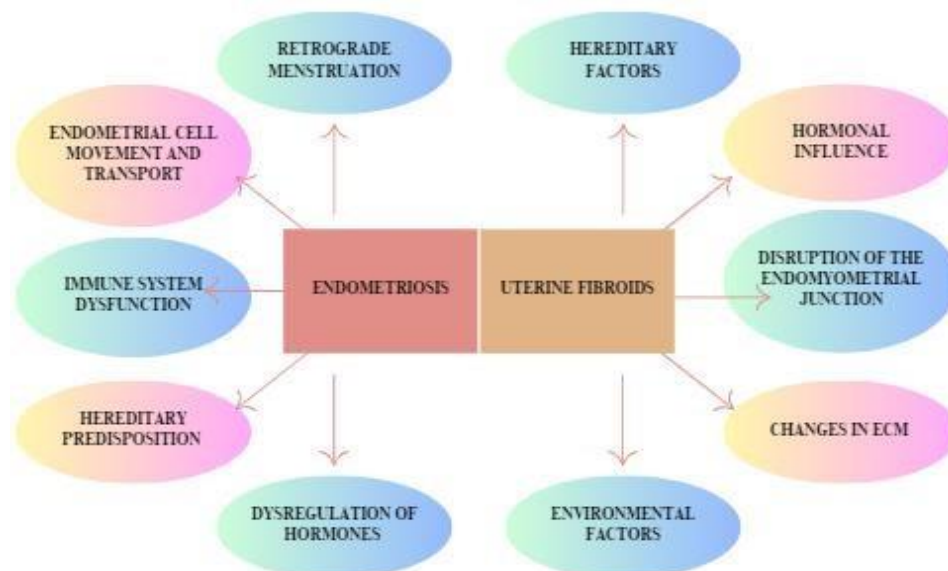 RETROGRADE
MENSTRUATION
HEREDITARY
FACTORS
ENDOMETRIAL CELL
MOVEMENT AND
TRANSPORT
HORMONAL
INFLUENCE
IMMUNE SYSTEM
DYSFUNCTION
ENDOMETRIOSIS
UTERINE FIBROIDS
DISRUPTION OF THE
ENDOMYOMETRIAL
JUNCTION
HEREDITARY
PREDISPOSITION
CHANGES IN ECM
DYSREGULATION OF
HORMONES
ENVIRONMENTAL
FACTORS